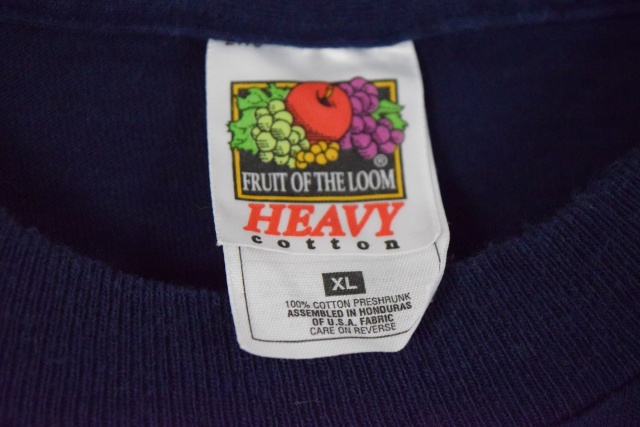 FRUIT OF THE LOOM
®
HEAVY
cotton
XL
100% COTTON PRESHRUNK
ASSEMBLED IN HONDURAS
OF U.S.A. FABRIC
CARE ON REVERSE